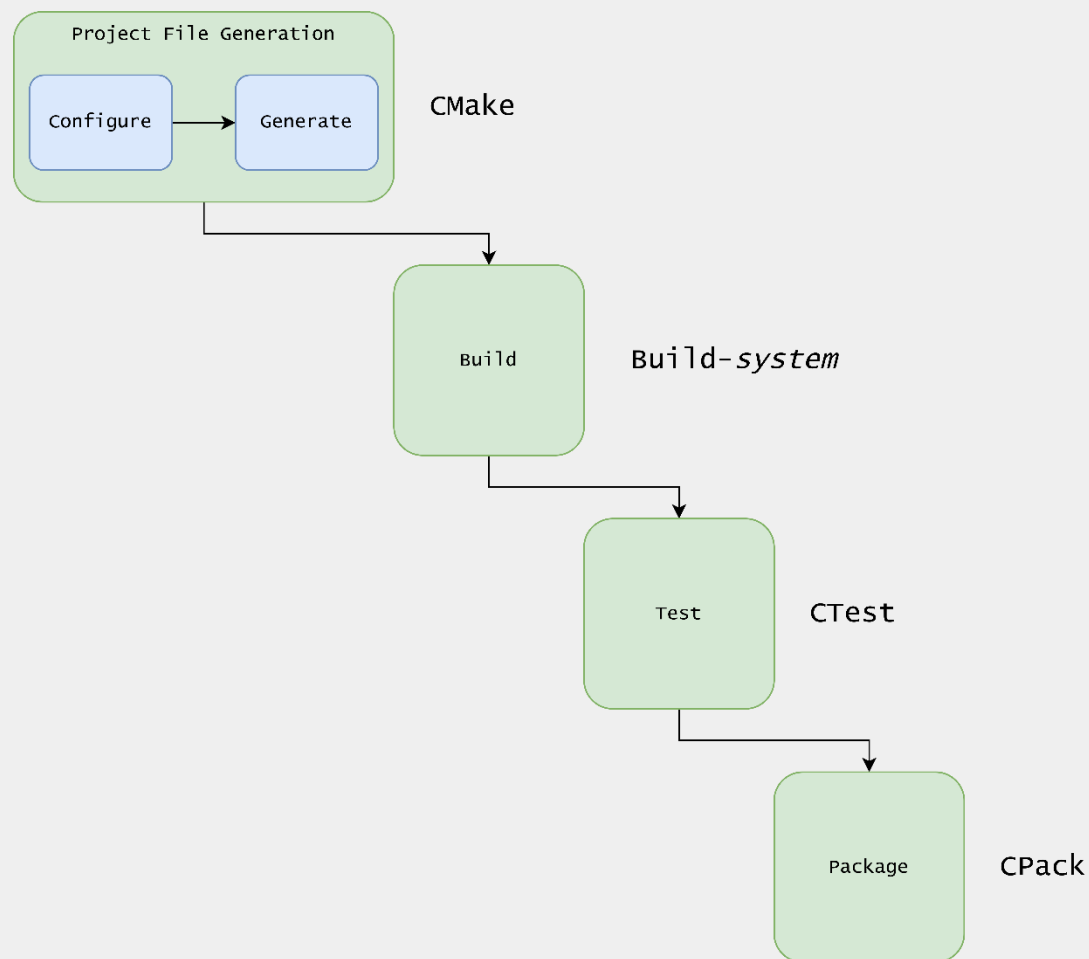 Project File Generation
Configure
Generate
CMake
Build
Build-system
Test
CTest
Package
CPack